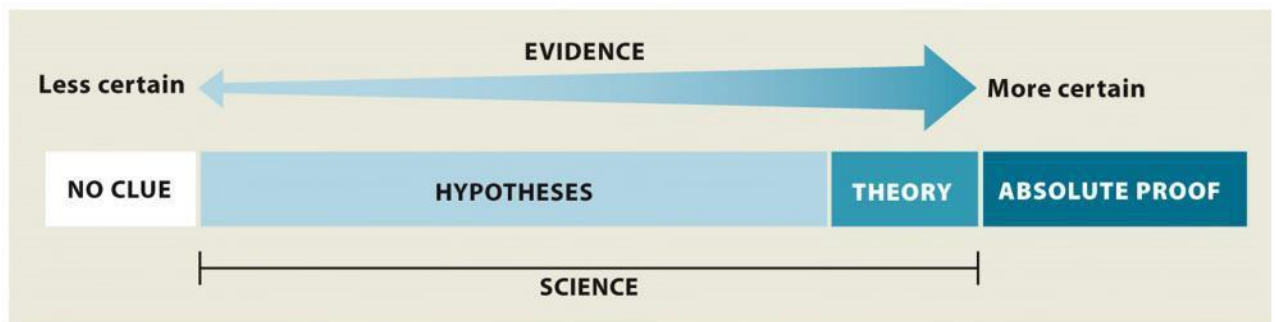 EVIDENCE
Less certain
More certain
NO CLUE
HYPOTHESES
THEORY
ABSOLUTE PROOF
SCIENCE